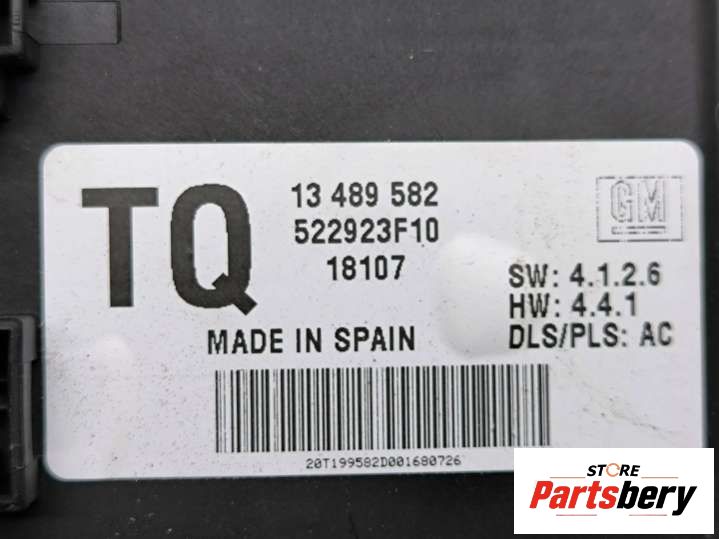 TQ
13 489 582
522923F10
18107
GM
SW: 4.1.2.6
HW: 4.4.1
DLS/PLS: AC
MADE IN SPAIN
20T199582D001680726
STORE
Partsbery